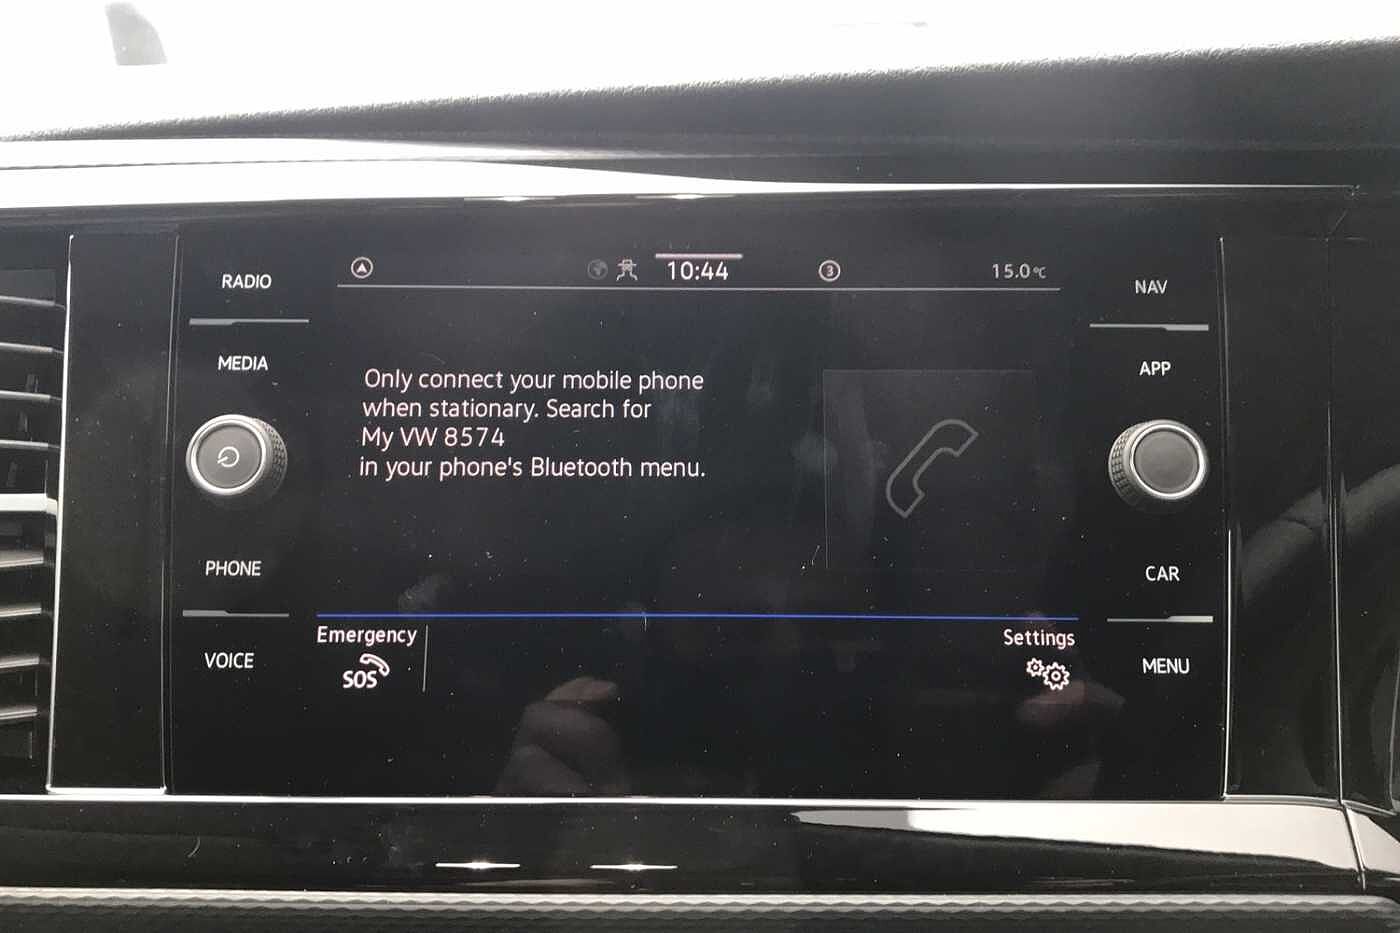 RADIO
MEDIA
PHONE
VOICE
10:44
3
15.0°C
Only connect your mobile phone
when stationary. Search for
My VW 8574
in your phone's Bluetooth menu.
Emergency
SOS
Settings
NAV
APP
CAR
MENU